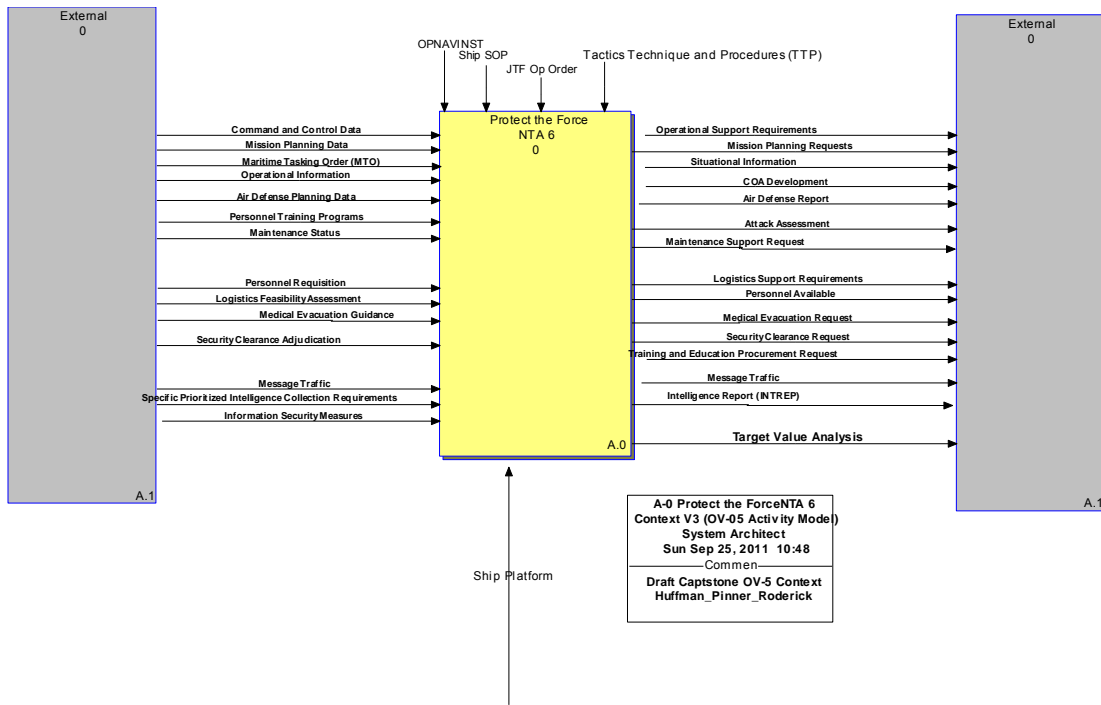 External
0
OPNAVINST
Ship SOP
JTF Op Order
Tactics Technique and Procedures (TTP)
External
0
Protect the Force
NTA 6
0
Command and Control Data
Mission Planning Data
Maritime Tasking Order (MTO)
Operational Information
Air Defense Planning Data
Personnel Training Programs
Maintenance Status
Personnel Requisition
Logistics Feasibility Assessment
Medical Evacuation Guidance
Security Clearance Adjudication
Message Traffic
Specific Prioritized Intelligence Collection Requirements
Information Security Measures
Operational Support Requirements
Mission Planning Requests
Situational Information
COA Development
Air Defense Report
Attack Assessment
Maintenance Support Request
Logistics Support Requirements
Personnel Available
Medical Evacuation Request
Security Clearance Request
Training and Education Procurement Request
Message Traffic
Intelligence Report (INTREP)
Target Value Analysis
A.0
A.1
A.1
Ship Platform
A-0 Protect the ForceNTA 6
Context V3 (OV-05 Activity Model)
System Architect
Sun Sep 25, 2011 10:48
Commen
Draft Captstone OV-5 Context
Huffman_Pinner_Roderick